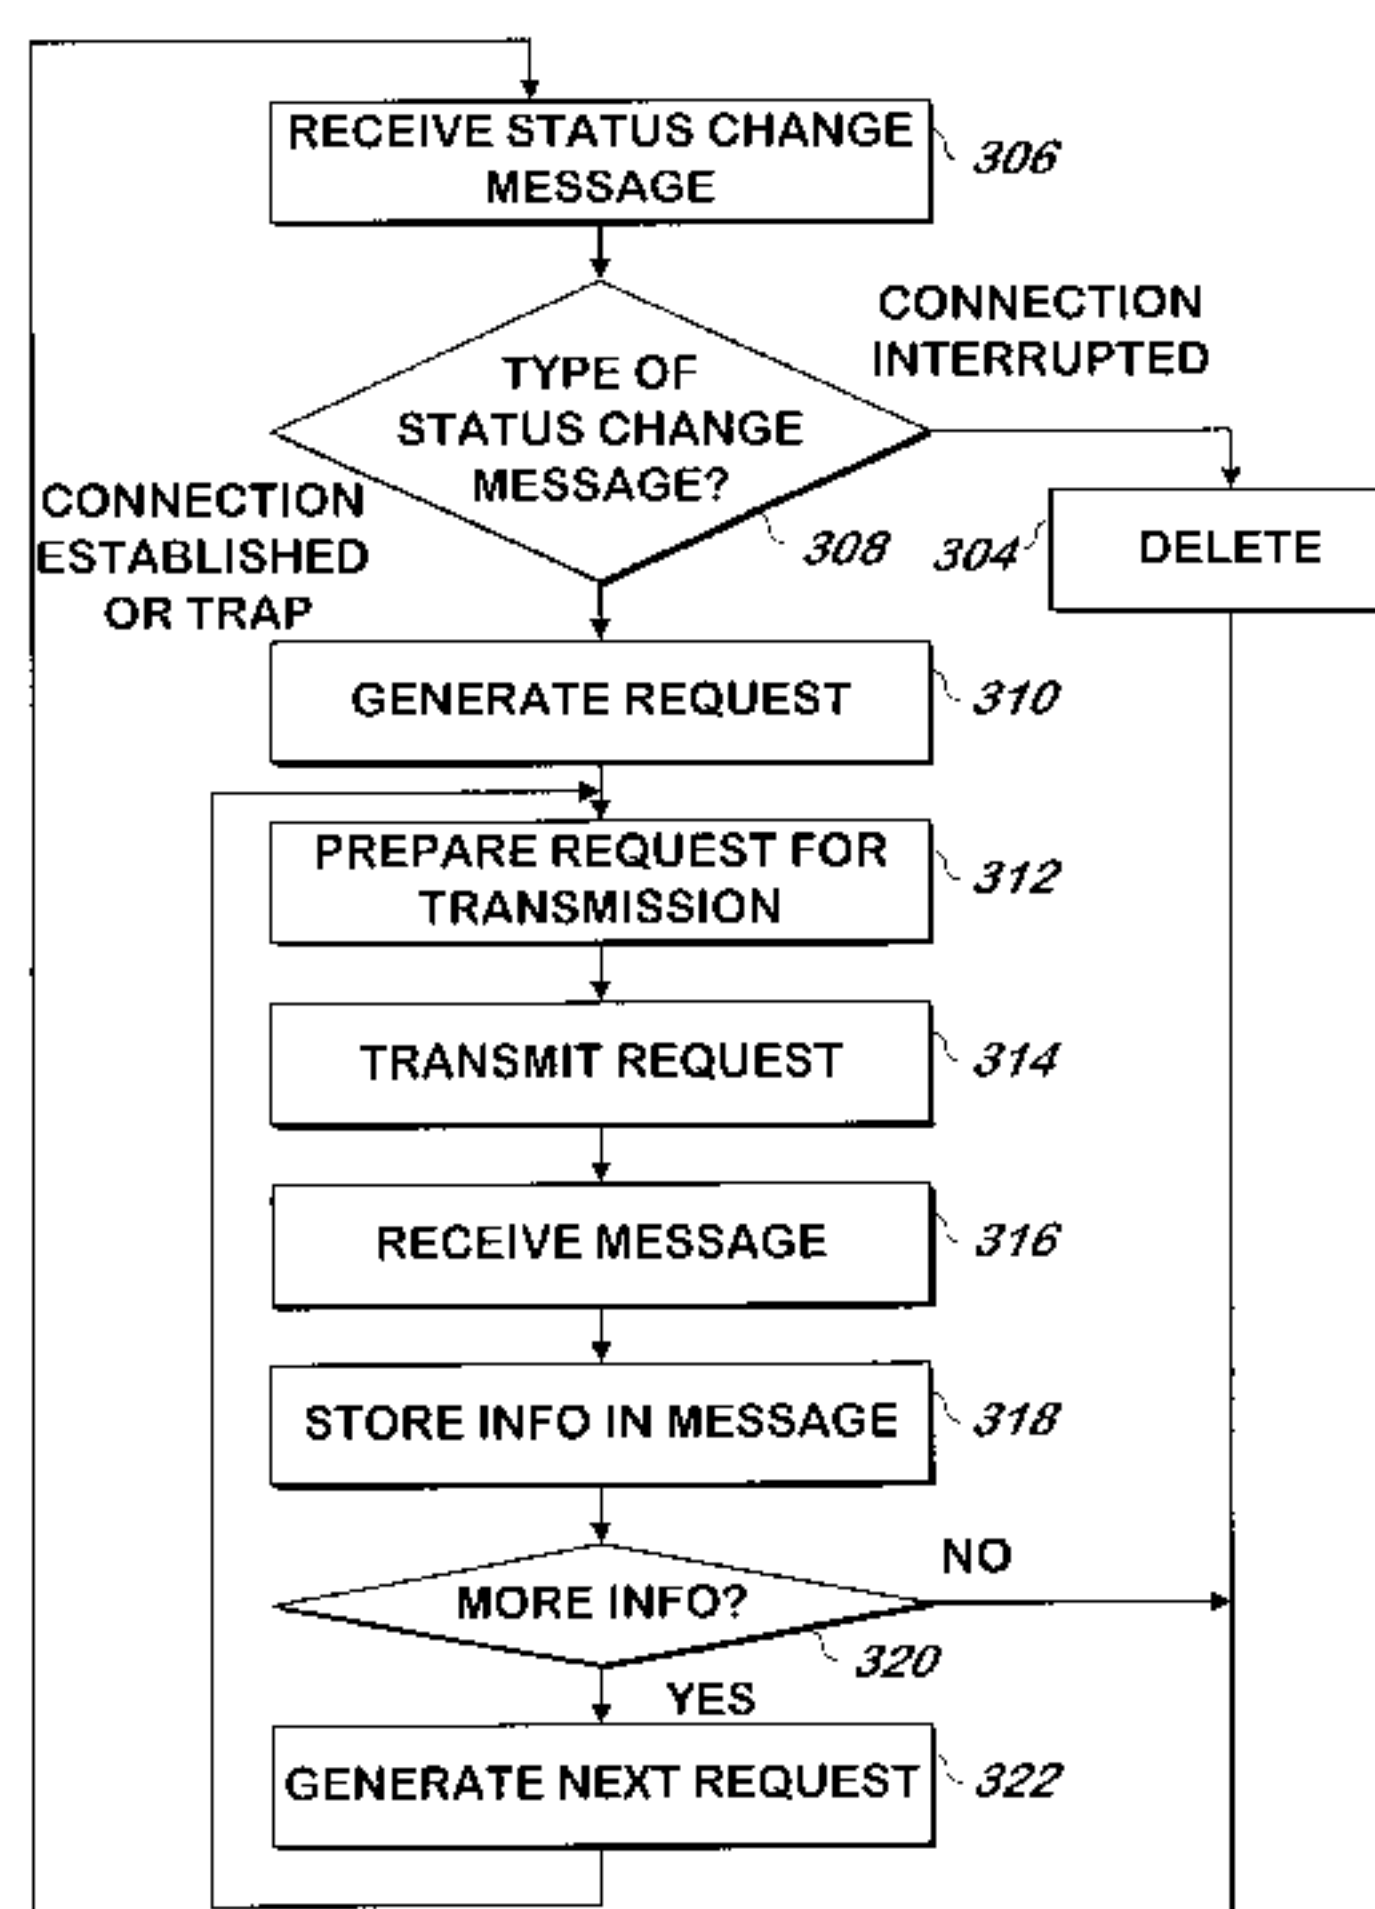 RECEIVE STATUS CHANGE
MESSAGE
306
CONNECTION
INTERRUPTED
TYPE OF
STATUS CHANGE
MESSAGE?
308
304
DELETE
CONNECTION
ESTABLISHED
OR TRAP
GENERATE REQUEST
310
PREPARE REQUEST FOR
TRANSMISSION
312
TRANSMIT REQUEST
314
RECEIVE MESSAGE
316
STORE INFO IN MESSAGE
318
MORE INFO?
NO
320
YES
GENERATE NEXT REQUEST
322